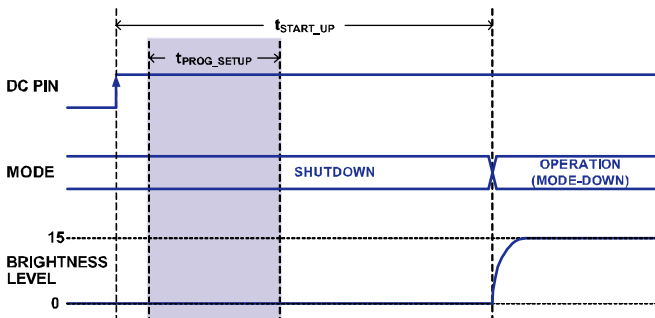 tSTART_UP
tPROG_SETUP
DC PIN
MODE
SHUTDOWN
OPERATION
(MODE-DOWN)
15
BRIGHTNESS
LEVEL
0